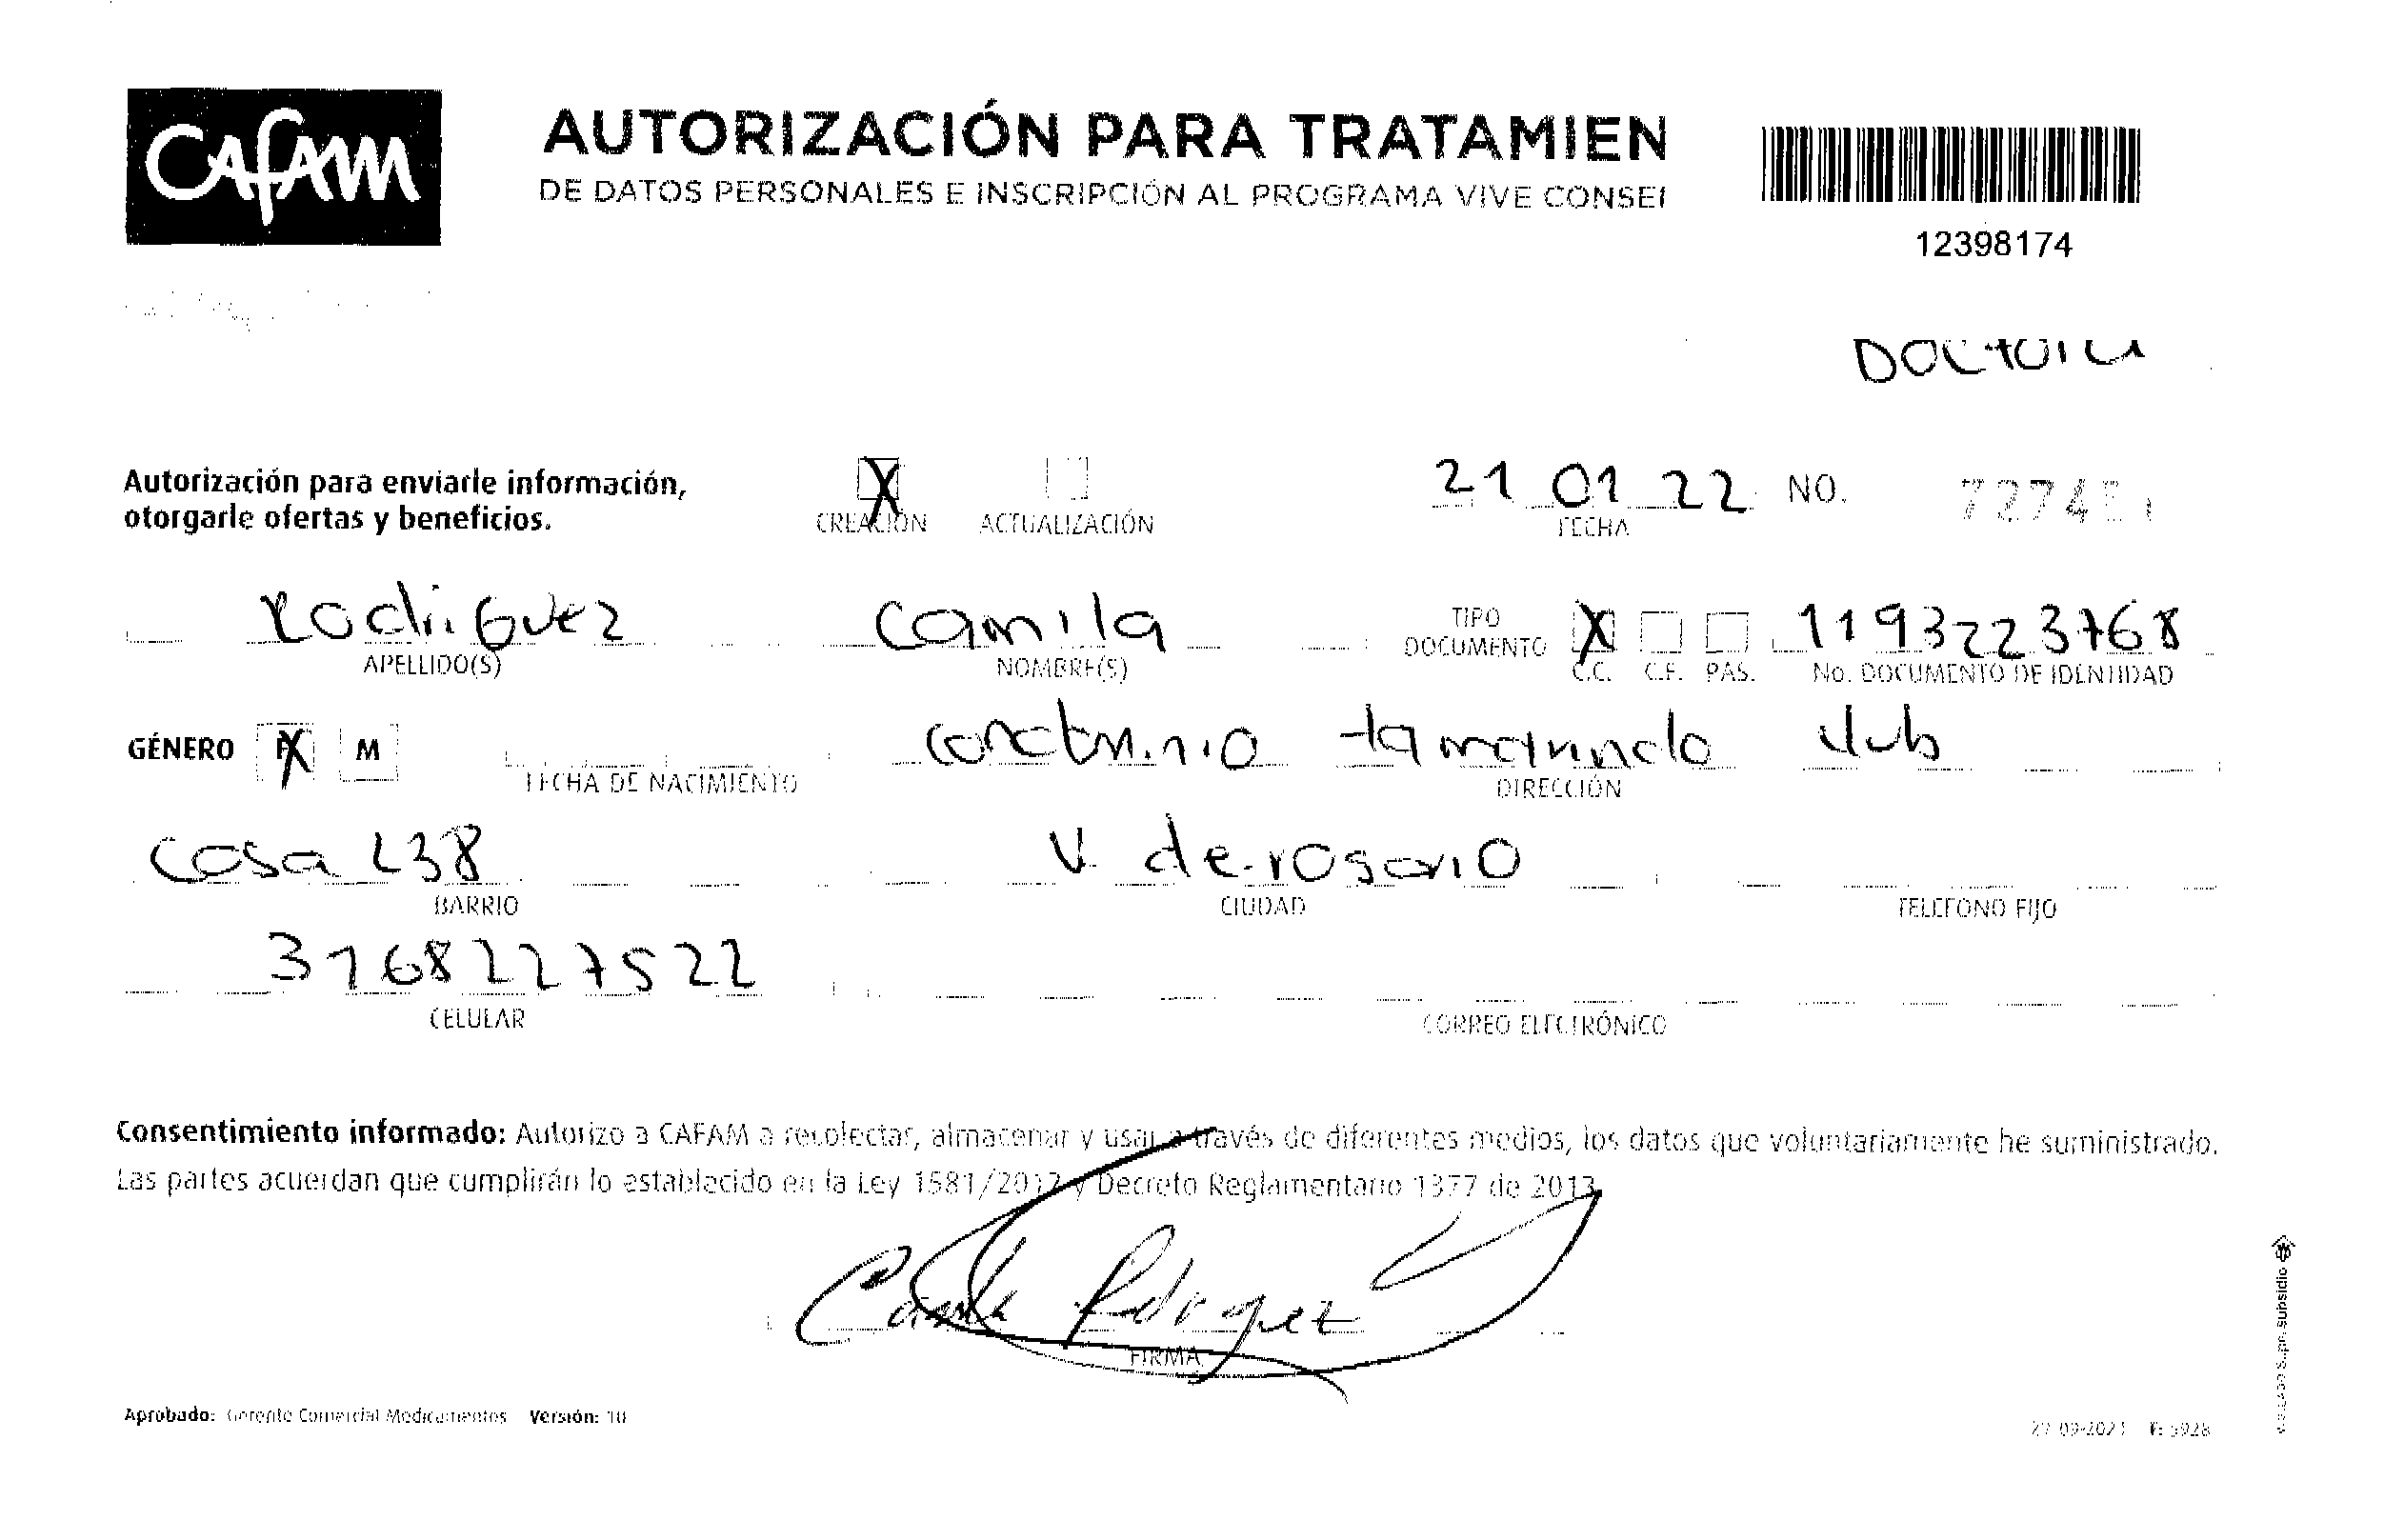 CAFAM
AUTORIZACIÓN PARA TRATAMIEN
DE DATOS PERSONALES E INSCRIPCIÓN AL PROGRAMA VIVE CONSEI
12398174
Autorización para enviarle información,
otorgarle ofertas y beneficios.
CREACIÓN ACTUALIZACIÓN
21 01 22 NO.
FECHA
Rodriguez Camila TIPO DOCUMENTO X 1193223768
APELLIDO(S) NOMBRE(S) C.C. C.E. PAS. No. DOCUMENTO DE IDENTIDAD
GÉNERO F M tamarindo club
FECHA DE NACIMIENTO DIRECCIÓN
casa 238 V. de rosario
BARRIO CIUDAD TELEFONO FIJO
3168227522
CELULAR CORREO ELECTRÓNICO
Consentimiento informado: Autorizo a CAFAM a recolectar, almacenar y usar a través de diferentes medios, los datos que voluntariamente he suministrado.
Las partes acuerdan que cumplirán lo establecido en la Ley 1581/2012 y Decreto Reglamentario 1377 de 2013
Camila Rodriguez
FIRMA
Aprobado: Gerente Comercial Medicamentos Versión: 10